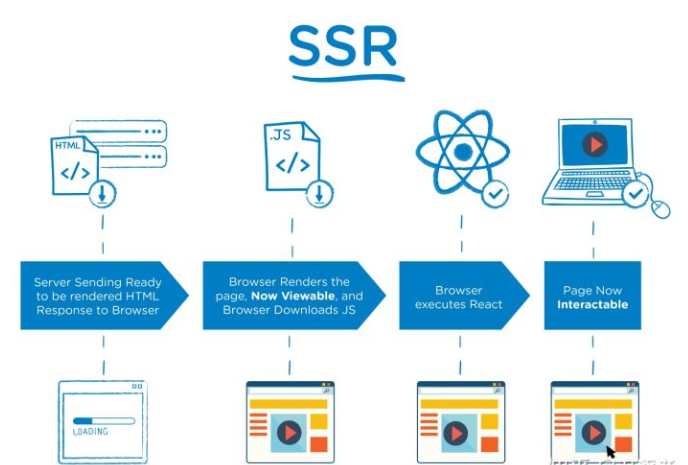 SSR
HTML
</>
.JS
</>
Server Sending Ready
to be rendered HTML
Response to Browser
Browser Renders the
page, Now Viewable, and
Browser Downloads JS
Browser
executes React
Page Now
Interactable
LOADING